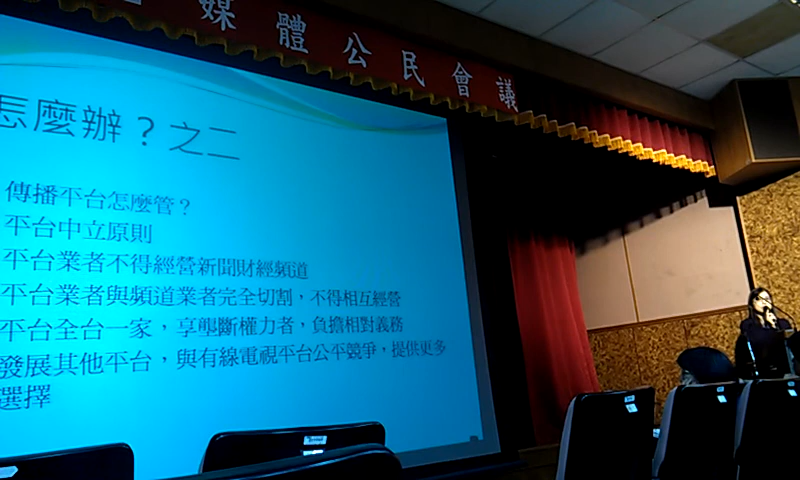 媒體公民會議
怎麼辦？之二
傳播平台怎麼管？
平台中立原則
平台業者不得經營新聞財經頻道
平台業者與頻道業者完全切割，不得相互經營
平台全台一家，享壟斷權力者，負擔相對義務
發展其他平台，與有線電視平台公平競爭，提供更多
選擇